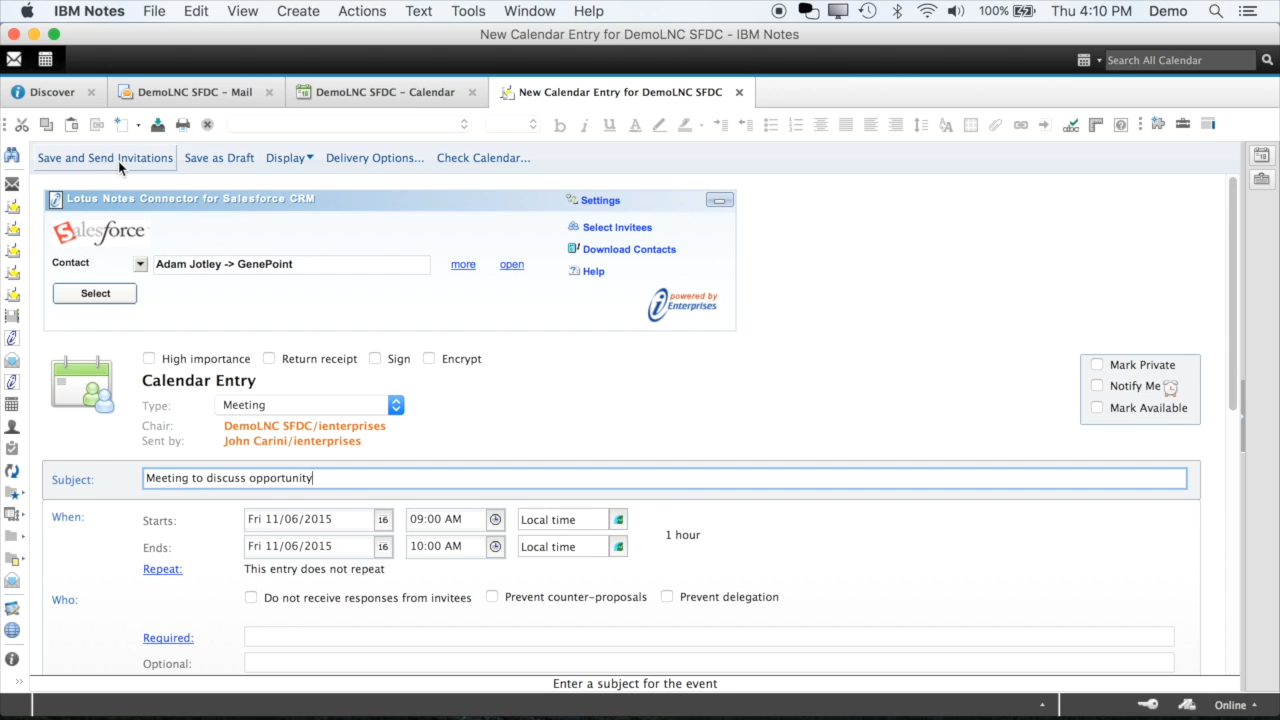 IBM Notes File Edit View Create Actions Text Tools Window Help 100% Thu 4:10 PM Demo
New Calendar Entry for DemoLNC SFDC - IBM Notes
Search All Calendar
Discover DemoLNC SFDC - Mail DemoLNC SFDC - Calendar New Calendar Entry for DemoLNC SFDC
Save and Send Invitations Save as Draft Display Delivery Options... Check Calendar...
Lotus Notes Connector for Salesforce CRM Settings
salesforce Select Invitees
Download Contacts
Contact Adam Jotley -> GenePoint more open
Help
Select
powered by
iEnterprises
High importance Return receipt Sign Encrypt
Mark Private
Calendar Entry
Notify Me
Type: Meeting
Mark Available
Chair: DemoLNC SFDC/ienterprises
Sent by: John Carini/ienterprises
Subject: Meeting to discuss opportunity
When: Starts: Fri 11/06/2015 16 09:00 AM Local time
1 hour
Ends: Fri 11/06/2015 16 10:00 AM Local time
Repeat: This entry does not repeat
Who: Do not receive responses from invitees Prevent counter-proposals Prevent delegation
Required:
Optional:
Enter a subject for the event
Online